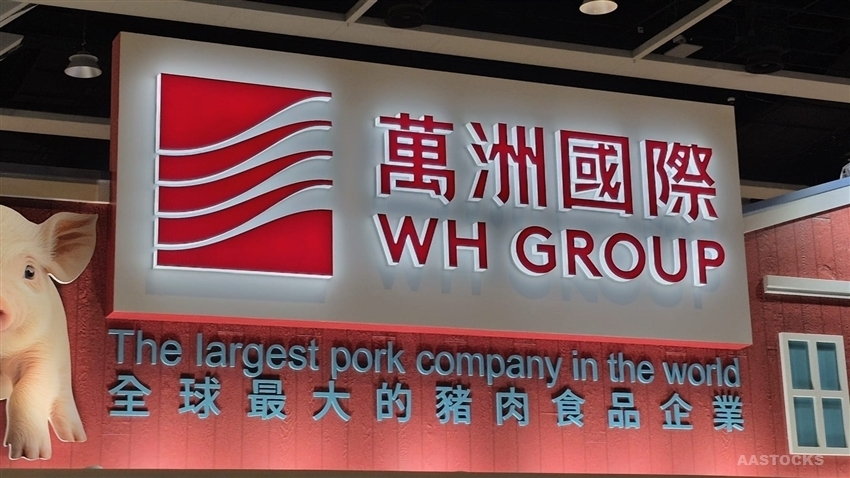 萬洲國際
WH GROUP
The largest pork company in the world
全球最大的豬肉食品企業
AASTOCKS